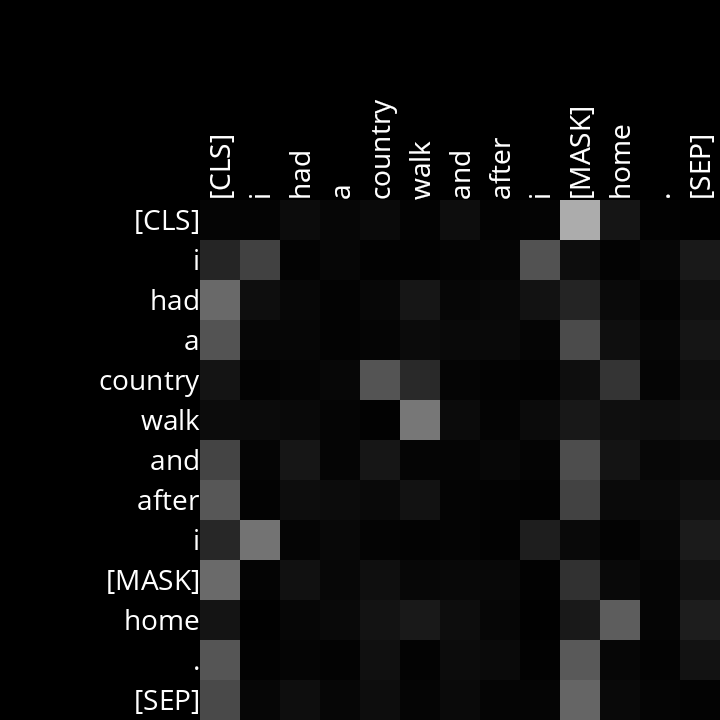 [CLS] i had a country walk and after i [MASK] home . [SEP]
[CLS]
i
had
a
country
walk
and
after
i
[MASK]
home
.
[SEP]